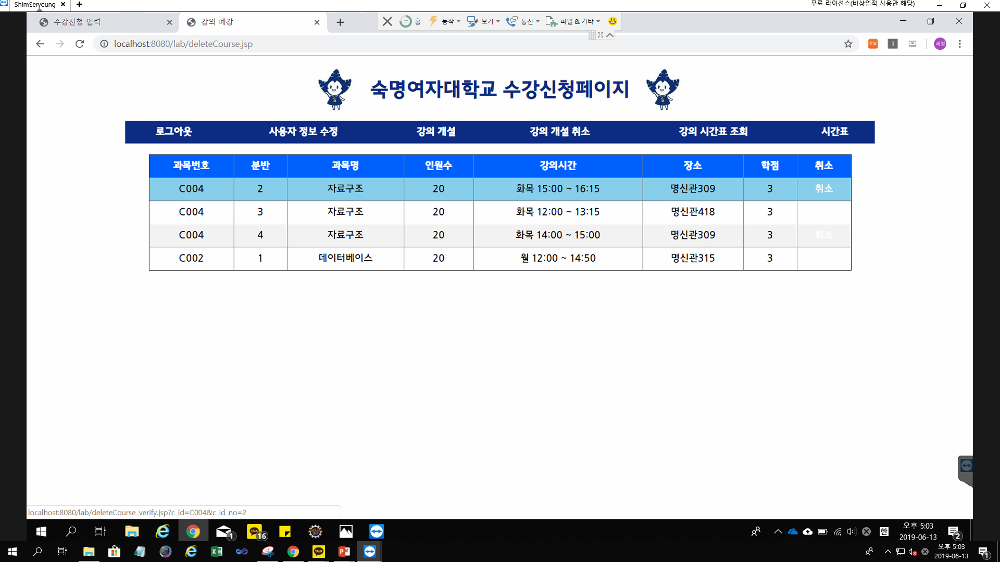 ShimSeryoung
무료 라이선스(비상업적 사용만 해당)
수강신청 입력
강의 폐강
홈
동작
보기
통신
파일 & 기타
localhost:8080/lab/deleteCourse.jsp
EX
세령
숙명여자대학교 수강신청페이지
로그아웃 사용자 정보 수정 강의 개설 강의 개설 취소 강의 시간표 조회 시간표
과목번호 분반 과목명 인원수 강의시간 장소 학점 취소
C004 2 자료구조 20 화목 15:00 ~ 16:15 명신관309 3 취소
C004 3 자료구조 20 화목 12:00 ~ 13:15 명신관418 3
C004 4 자료구조 20 화목 14:00 ~ 15:00 명신관309 3 취소
C002 1 데이터베이스 20 월 12:00 ~ 14:50 명신관315 3
localhost:8080/lab/deleteCourse_verify.jsp?c_id=C004&c_id_no=2
1
TALK
16
한
오후 5:03
2019-06-13
2
TALK
오후 5:03
2019-06-13
1